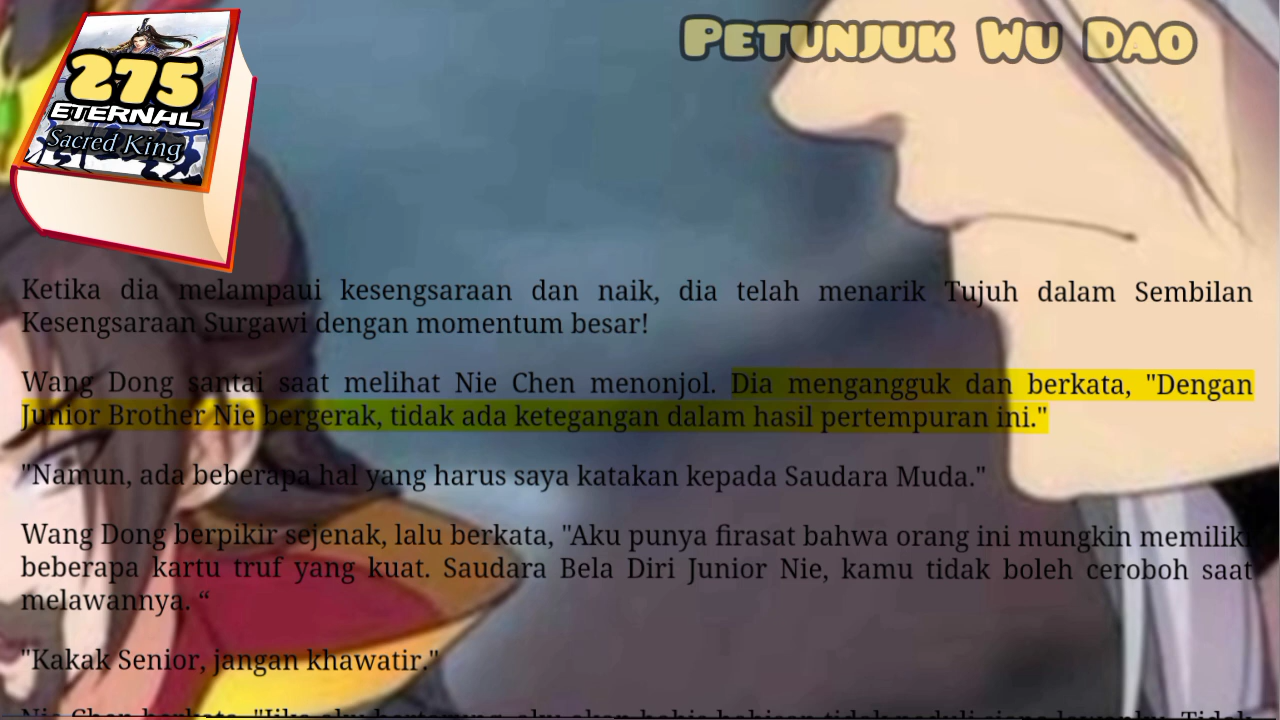 Petunjuk Wu Dao
275
ETERNAL
Sacred King
Ketika dia melampaui kesengsaraan dan naik, dia telah menarik Tujuh dalam Sembilan
Kesengsaraan Surgawi dengan momentum besar!
Wang Dong santai saat melihat Nie Chen menonjol. Dia mengangguk dan berkata, "Dengan
Junior Brother Nie bergerak, tidak ada ketegangan dalam hasil pertempuran ini."
"Namun, ada beberapa hal yang harus saya katakan kepada Saudara Muda."
Wang Dong berpikir sejenak, lalu berkata, "Aku punya firasat bahwa orang ini mungkin memiliki
beberapa kartu truf yang kuat. Saudara Bela Diri Junior Nie, kamu tidak boleh ceroboh saat
melawannya. “
"Kakak Senior, jangan khawatir."